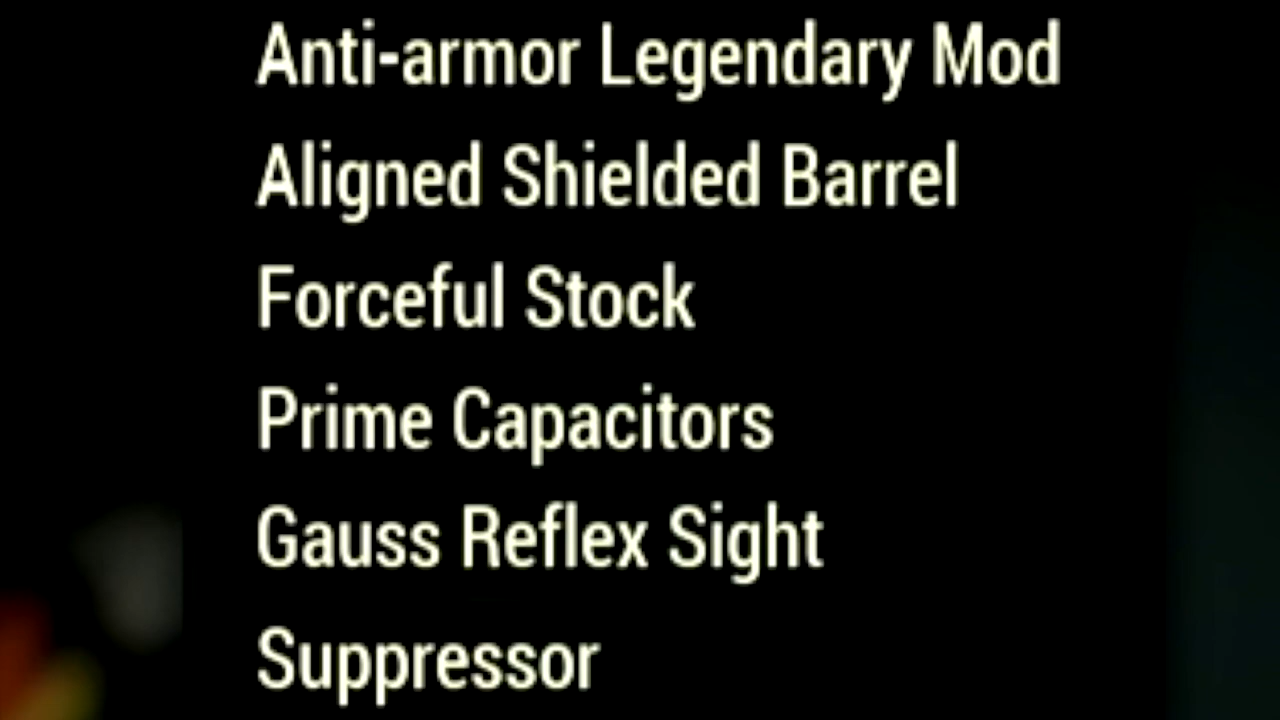 Anti-armor Legendary Mod
Aligned Shielded Barrel
Forceful Stock
Prime Capacitors
Gauss Reflex Sight
Suppressor